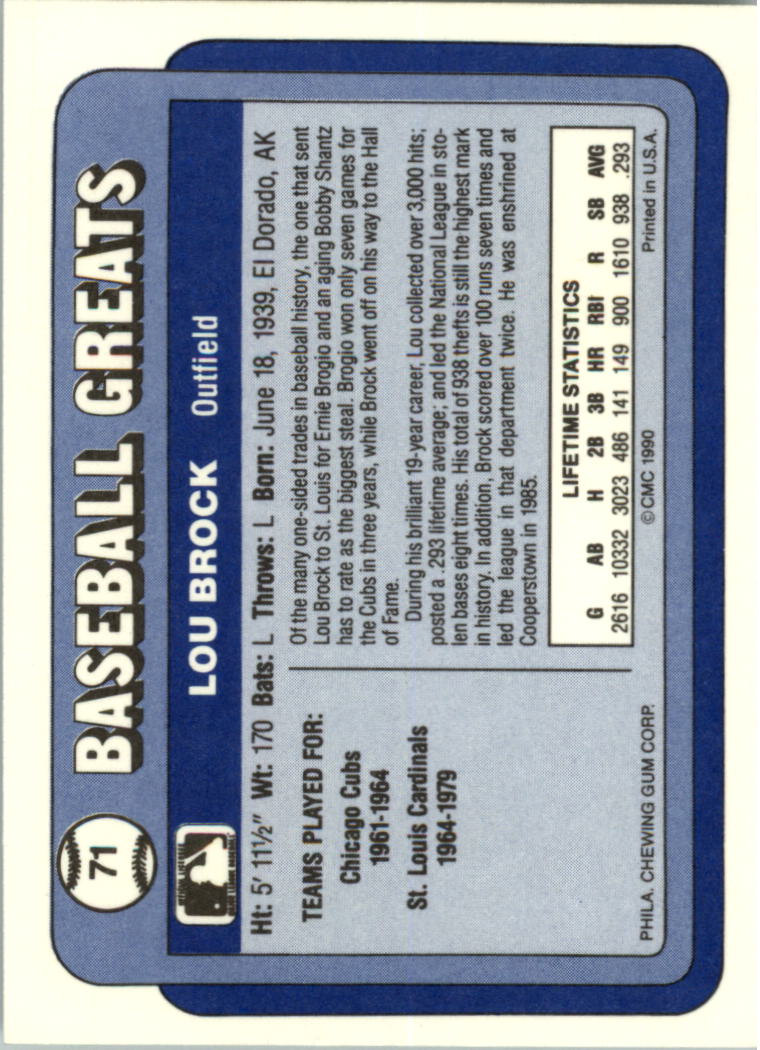 71
BASEBALL GREATS
LOU BROCK Outfield
Ht: 5' 11½" Wt: 170 Bats: L Throws: L Born: June 18, 1939, El Dorado, AK
TEAMS PLAYED FOR:
Chicago Cubs
1961-1964
St. Louis Cardinals
1964-1979
Of the many one-sided trades in baseball history, the one that sent
Lou Brock to St. Louis for Ernie Brogio and an aging Bobby Shantz
has to rate as the biggest steal. Brogio won only seven games for
the Cubs in three years, while Brock went off on his way to the Hall
of Fame.
During his brilliant 19-year career, Lou collected over 3,000 hits;
posted a .293 lifetime average; and led the National League in sto-
len bases eight times. His total of 938 thefts is still the highest mark
in history. In addition, Brock scored over 100 runs seven times and
led the league in that department twice. He was enshrined at
Cooperstown in 1985.
LIFETIME STATISTICS
G AB H 2B 3B HR RBI R SB AVG
2616 10332 3023 486 141 149 900 1610 938 .293
PHILA. CHEWING GUM CORP. ©CMC 1990 Printed in U.S.A.